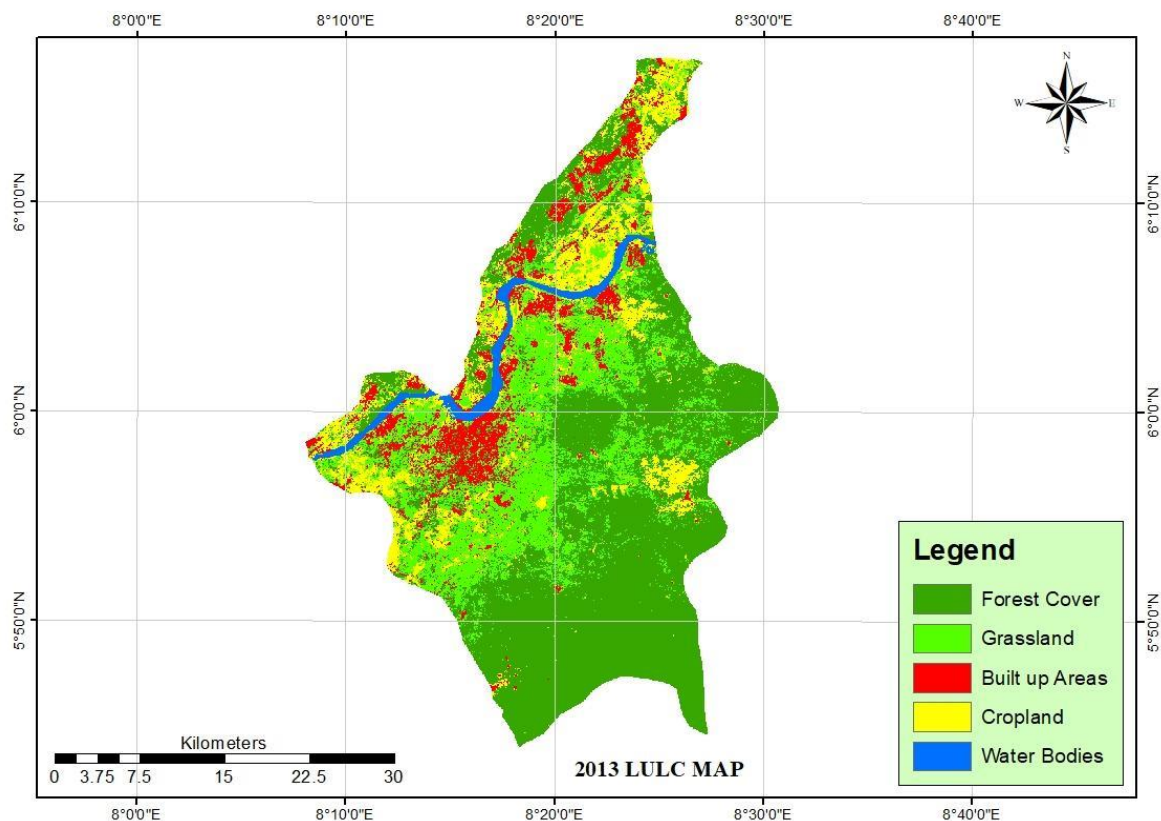 8°0'0"E 8°10'0"E 8°20'0"E 8°30'0"E 8°40'0"E
N
W E
S
6°10'0"N 6°10'0"N
6°0'0"N 6°0'0"N
5°50'0"N 5°50'0"N
Legend
Forest Cover
Grassland
Built up Areas
Cropland
Water Bodies
Kilometers
0 3.75 7.5 15 22.5 30
2013 LULC MAP
8°0'0"E 8°10'0"E 8°20'0"E 8°30'0"E 8°40'0"E